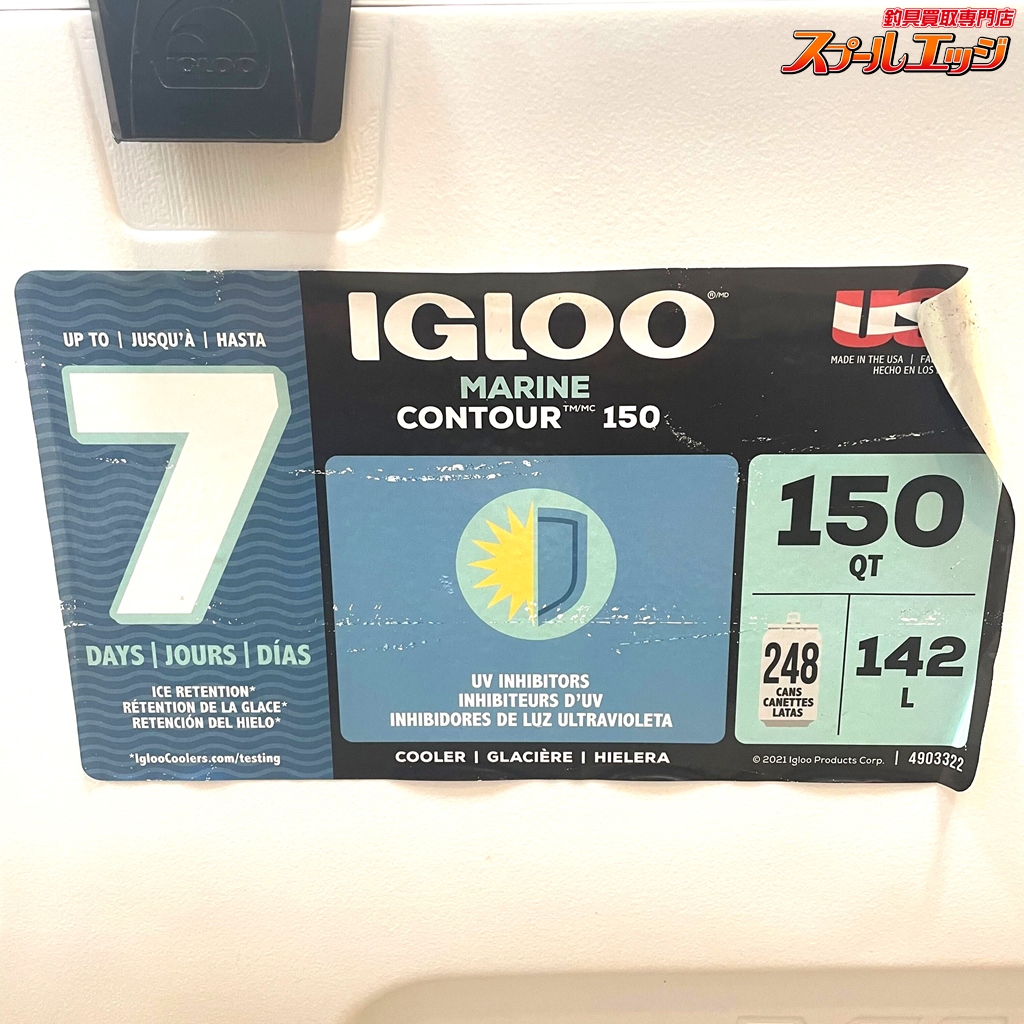 釣具買取専門店
スプールエッジ
IGLOO
UP TO | JUSQU'À | HASTA
7
DAYS | JOURS | DÍAS
ICE RETENTION*
RÉTENTION DE LA GLACE*
RETENCIÓN DEL HIELO*
*IglooCoolers.com/testing
IGLOO®/MD
MARINE
CONTOUR™/MC 150
UV INHIBITORS
INHIBITEURS D'UV
INHIBIDORES DE LUZ ULTRAVIOLETA
COOLER | GLACIÈRE | HIELERA
MADE IN THE USA |
HECHO EN LOS
150
QT
248
CANS
CANETTES
LATAS
142
L
© 2021 Igloo Products Corp. | 4903322